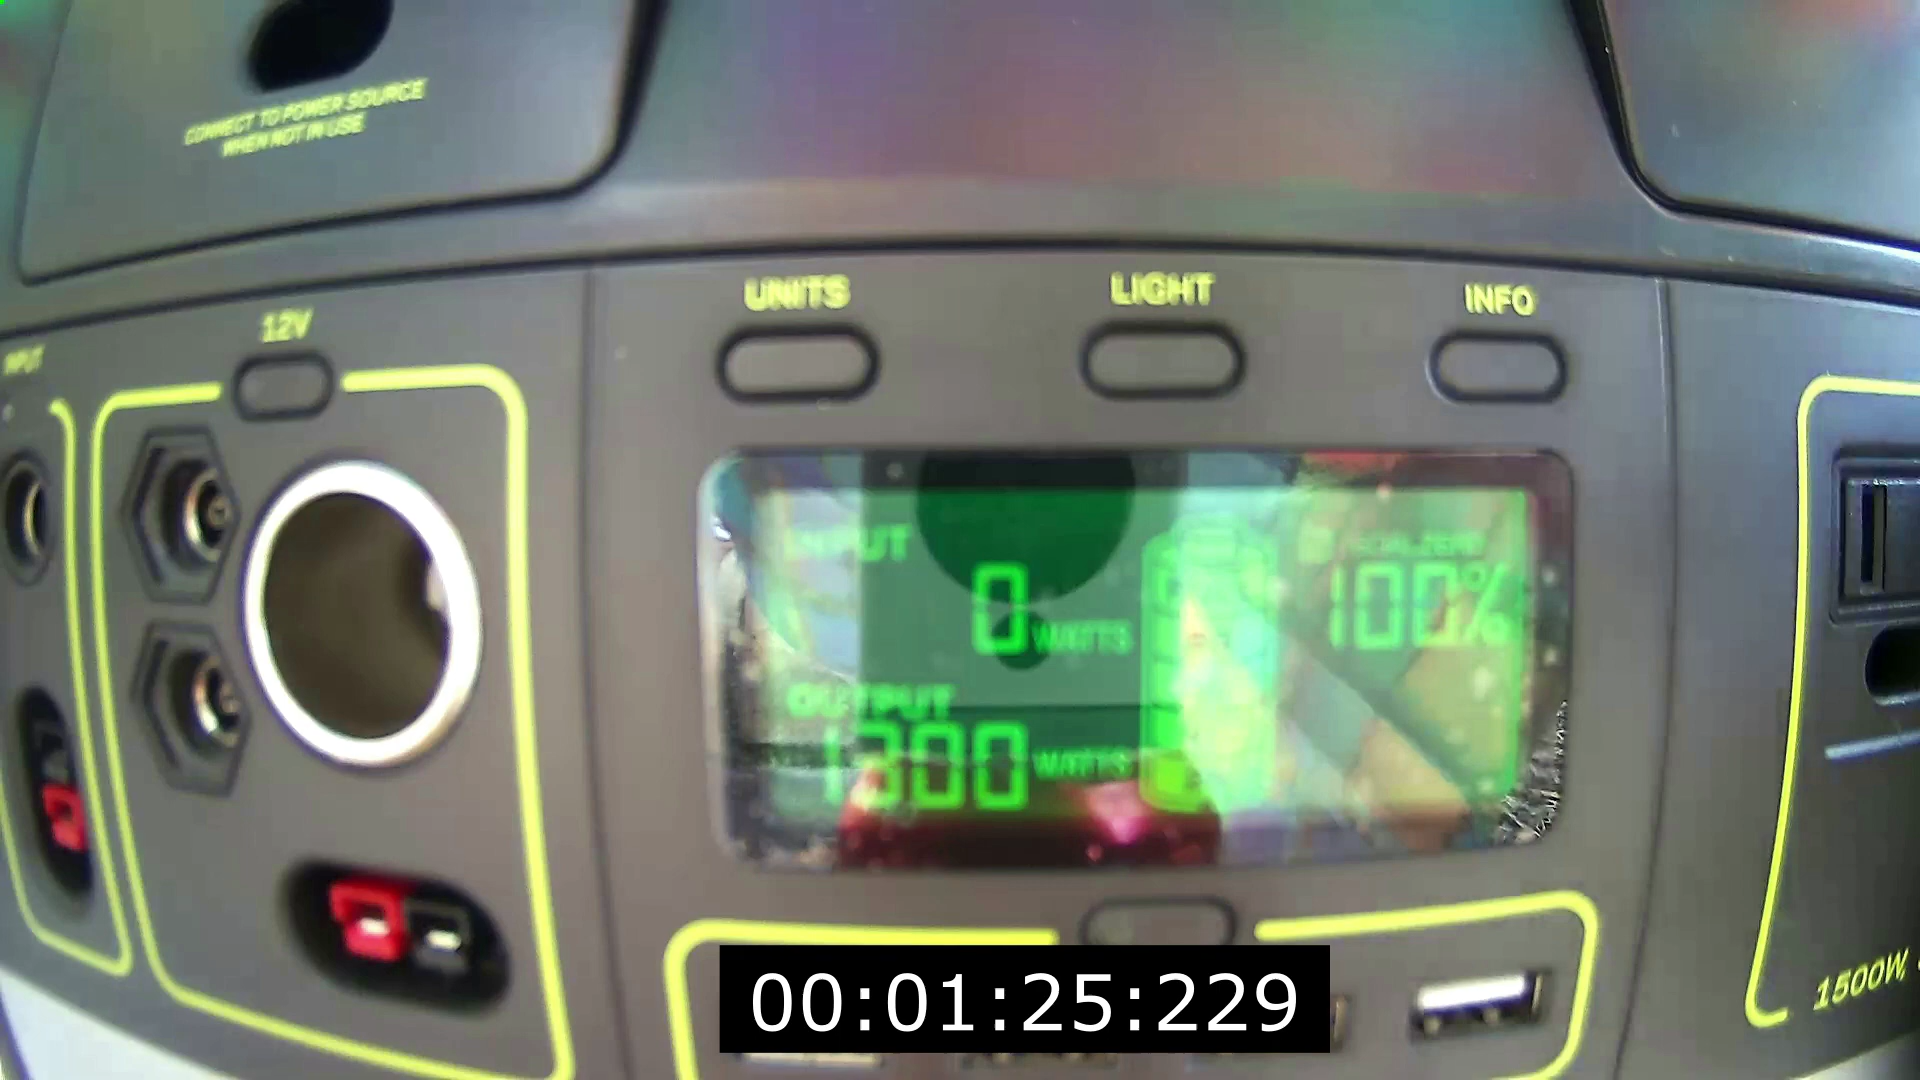 CONNECT TO POWER SOURCE
WHEN NOT IN USE
UNITS
LIGHT
INFO
12V
INPUT
INPUT
0 WATTS
100%
OUTPUT
1300 WATTS
1500W,
00:01:25:229